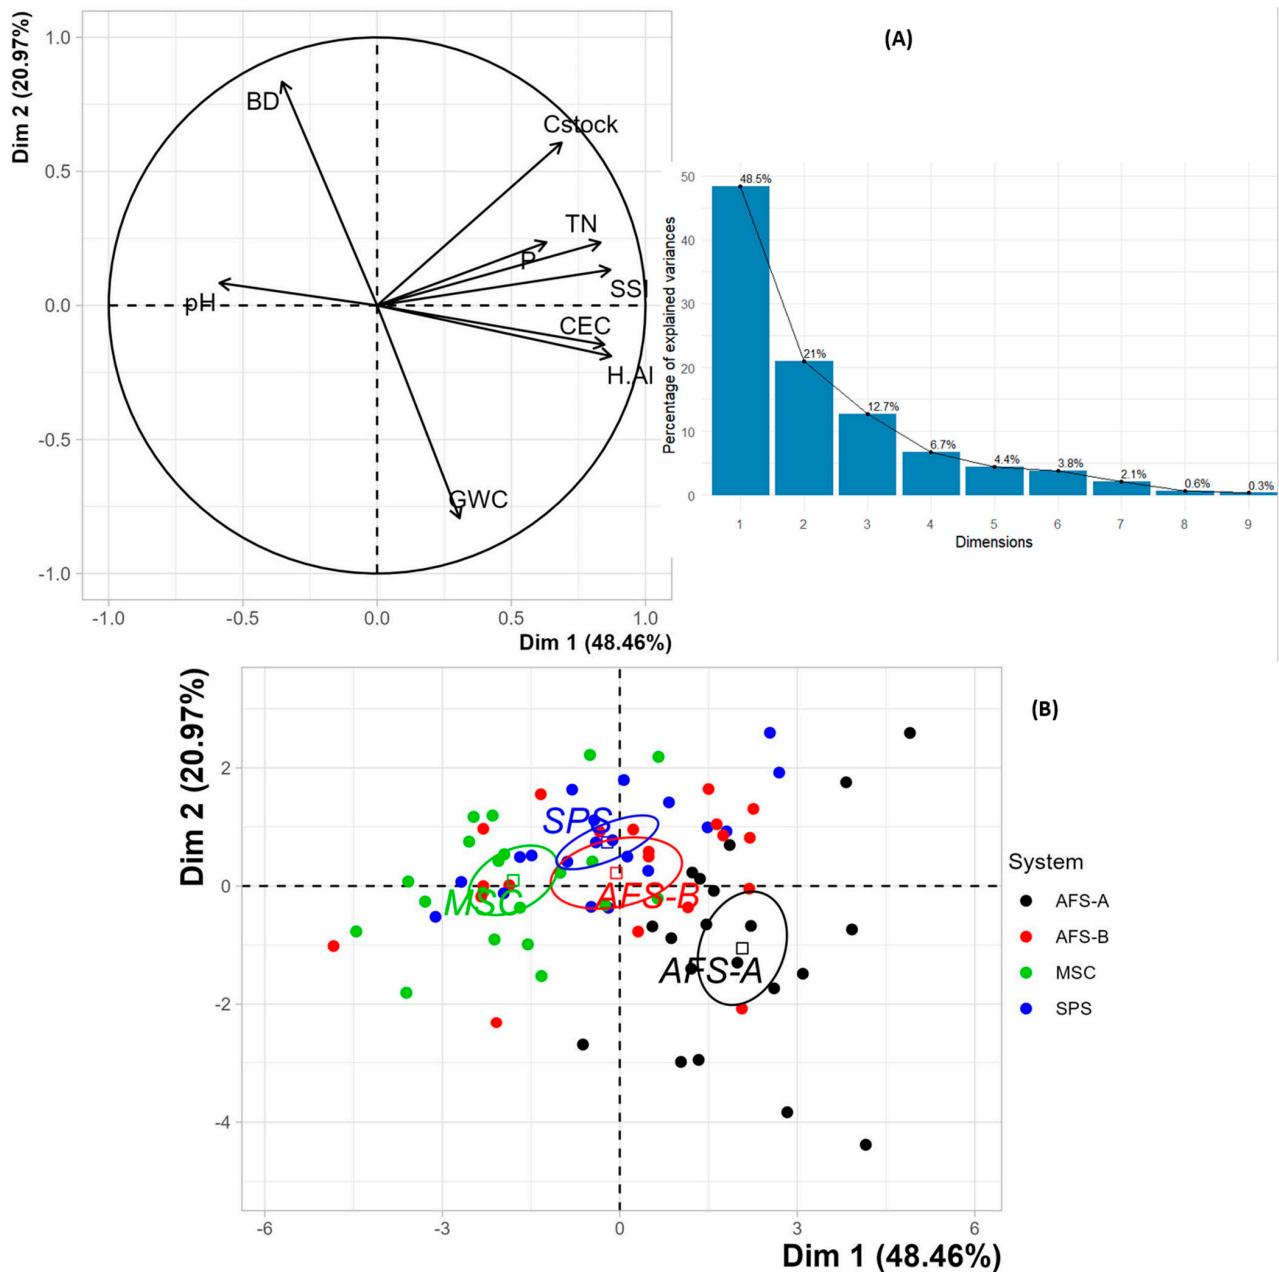 (A)
Dim 2 (20.97%)
1.0
0.5
0.0
-0.5
-1.0
BD
Cstock
TN
P
SSI
pH
CEC
H.Al
GWC
-1.0 -0.5 0.0 0.5 1.0
Dim 1 (48.46%)
Percentage of explained variances
50
40
30
20
10
0
48.5%
21%
12.7%
6.7%
4.4%
3.8%
2.1%
0.6%
0.3%
1 2 3 4 5 6 7 8 9
Dimensions
(B)
Dim 2 (20.97%)
2
0
-2
-4
SPS
MSC
AFS-B
AFS-A
-6 -3 0 3 6
Dim 1 (48.46%)
System
AFS-A
AFS-B
MSC
SPS